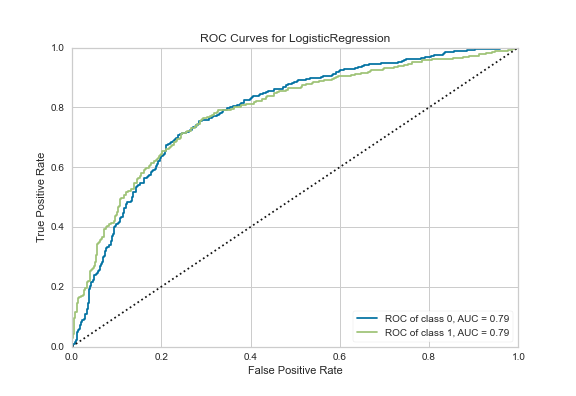 ROC Curves for LogisticRegression
True Positive Rate
1.0
0.8
0.6
0.4
0.2
0.0
ROC of class 0, AUC = 0.79
ROC of class 1, AUC = 0.79
0.0 0.2 0.4 0.6 0.8 1.0
False Positive Rate